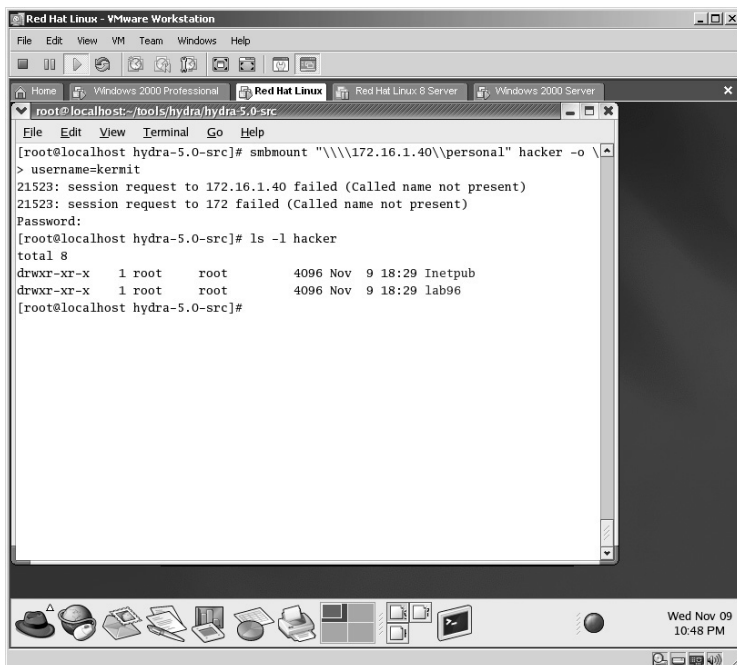 Red Hat Linux - VMware Workstation
File Edit View VM Team Windows Help
Home Windows 2000 Professional Red Hat Linux Red Hat Linux 8 Server Windows 2000 Server
root@localhost:~/tools/hydra/hydra-5.0-src
File Edit View Terminal Go Help
[root@localhost hydra-5.0-src]# smbmount "\\\\172.16.1.40\\personal" hacker -o \
> username=kermit
21523: session request to 172.16.1.40 failed (Called name not present)
21523: session request to 172 failed (Called name not present)
Password:
[root@localhost hydra-5.0-src]# ls -l hacker
total 8
drwxr-xr-x 1 root root 4096 Nov 9 18:29 Inetpub
drwxr-xr-x 1 root root 4096 Nov 9 18:29 lab96
[root@localhost hydra-5.0-src]#
Wed Nov 09
10:48 PM